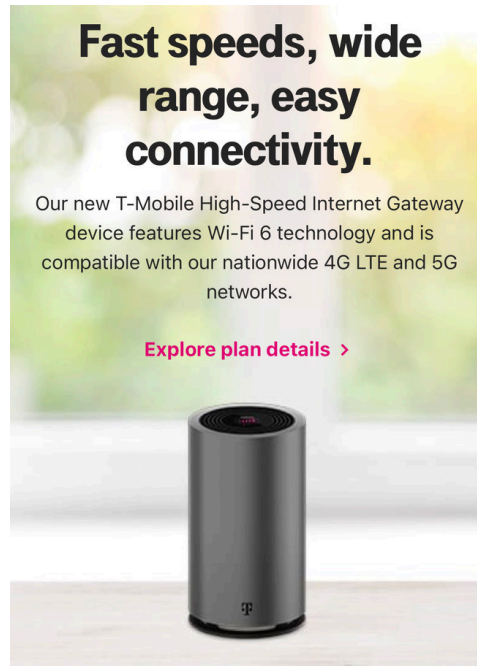 Fast speeds, wide
range, easy
connectivity.
Our new T-Mobile High-Speed Internet Gateway
device features Wi-Fi 6 technology and is
compatible with our nationwide 4G LTE and 5G
networks.
Explore plan details >
T